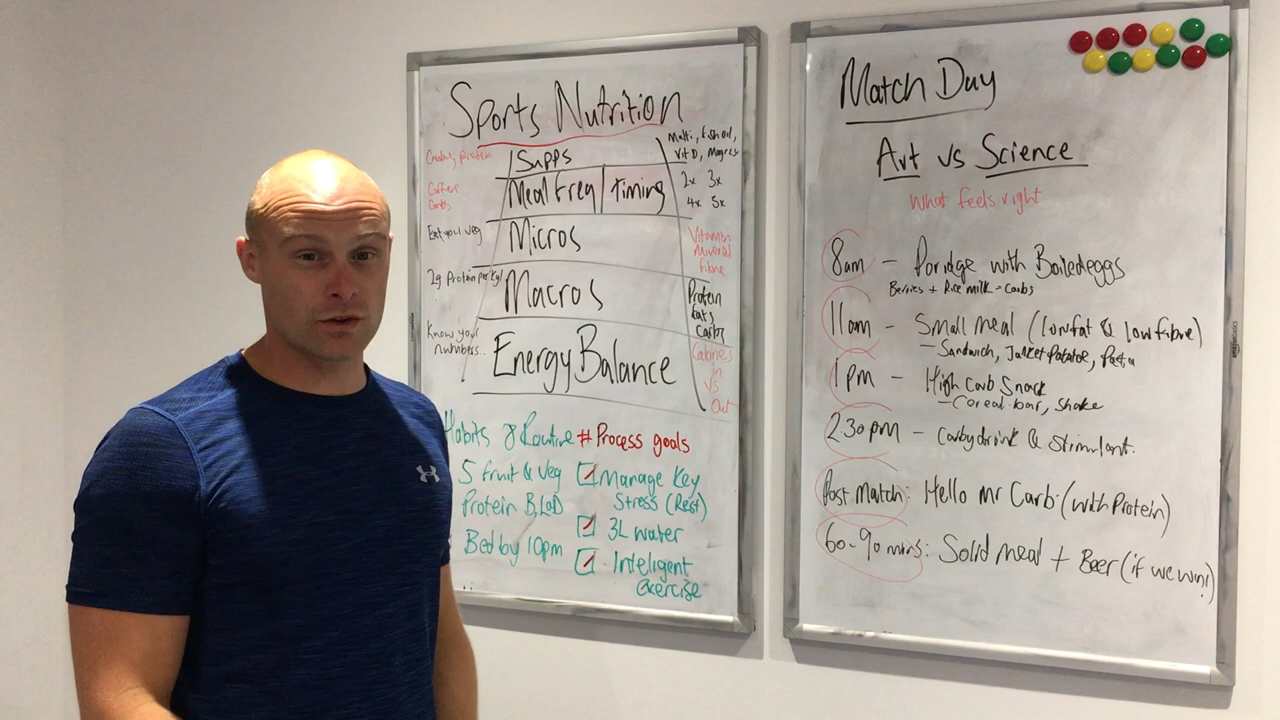 Sports Nutrition
Multi, fish oil,
Vit D, Magnes
protein
Supps
Caffeine
Carbs
Meal Freq / Timing
2x 3x
4x 5x
Eat your veg
Micros
Vitamin
Mineral
Fibre
2g Protein per kg
Macros
Protein
Fats
Carbs
Know your
numbers..
Energy Balance
Calories
in
vs
Out
Habits & Routine # Process goals
5 fruit & veg
Protein B, L & D
Bed by 10pm
Manage Key
Stress (Rest)
3L water
Inteligent
exercise
Match Day
Art vs Science
What feels right
8am - Poridge with Boiled eggs
Berries + Rice milk - Carbs
11am - Small meal (low fat & low fibre)
- Sandwich, Jacket Potatoe, Pasta
1pm - High Carb Snack
- Cereal bar, Shake
2.30pm - Carby drink & Stimulant.
Post Match: Hello Mr Carb. (with Protein)
60-90 mins: Solid meal + Beer (if we win!)